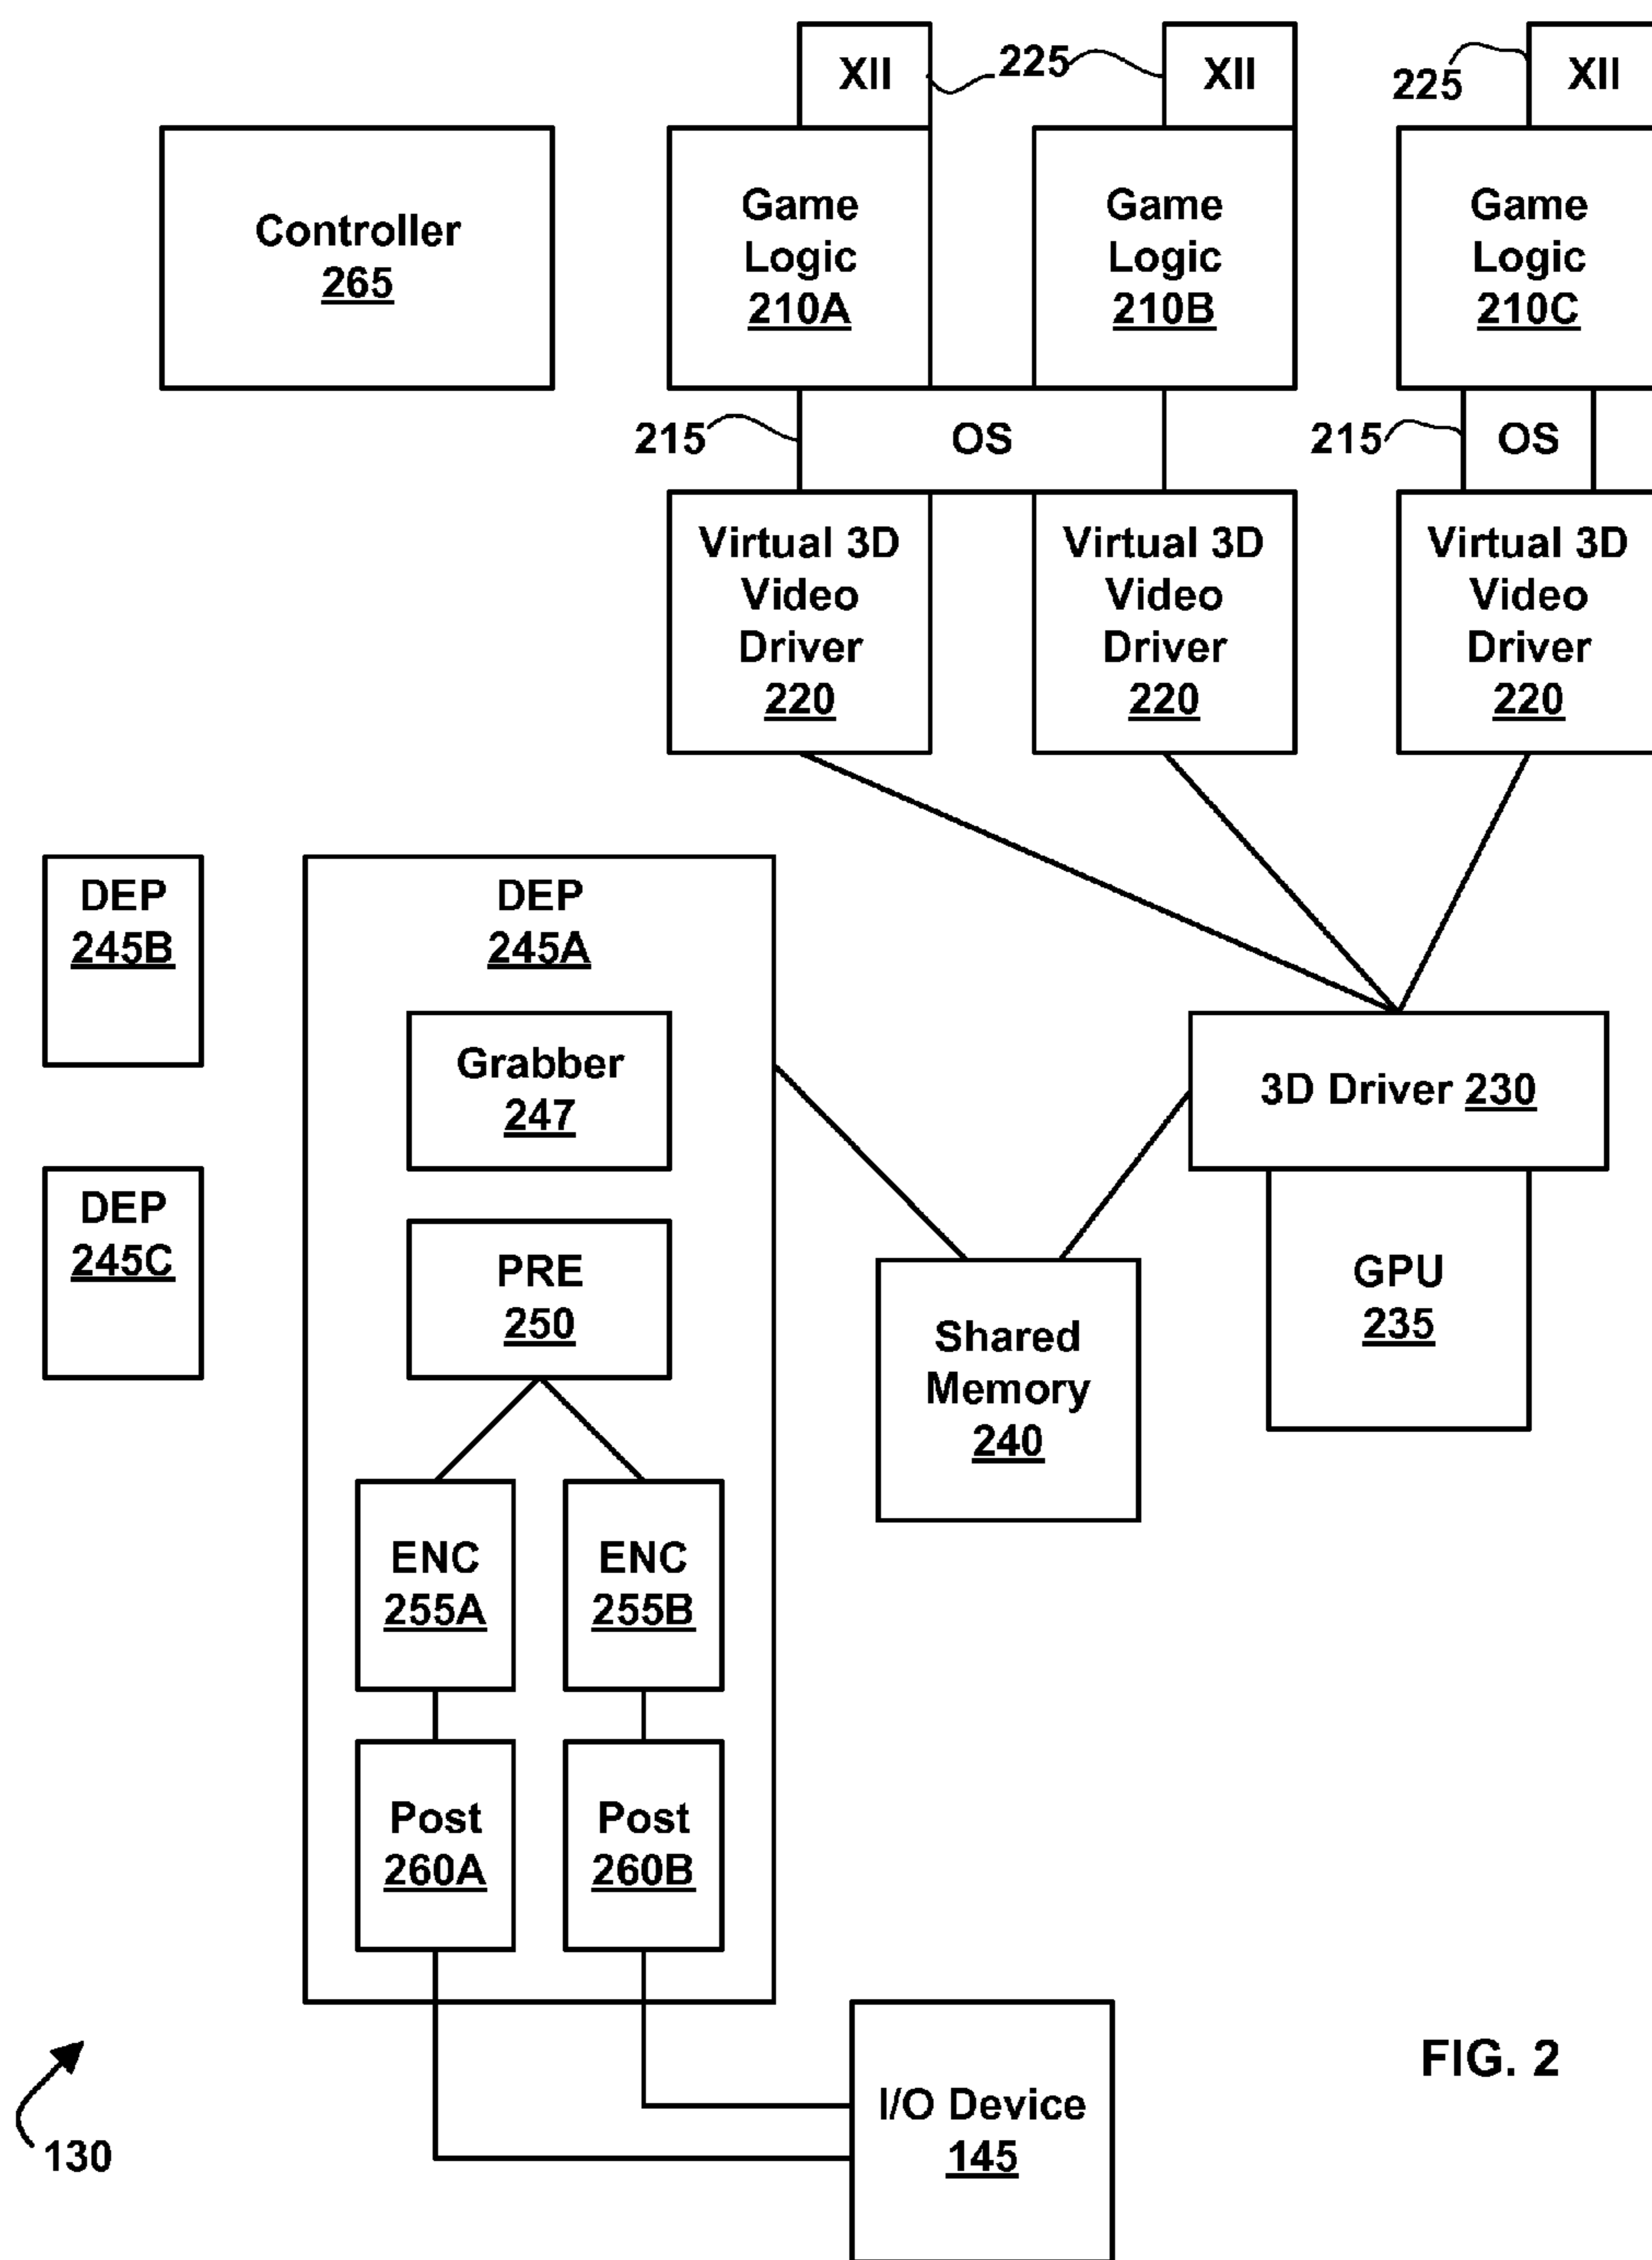 XII
225
XII
225
XII
Controller
265
Game
Logic
210A
Game
Logic
210B
Game
Logic
210C
215
OS
215
OS
Virtual 3D
Video
Driver
220
Virtual 3D
Video
Driver
220
Virtual 3D
Video
Driver
220
DEP
245B
DEP
245A
Grabber
247
3D Driver 230
DEP
245C
PRE
250
GPU
235
Shared
Memory
240
ENC
255A
ENC
255B
Post
260A
Post
260B
I/O Device
145
FIG. 2
130